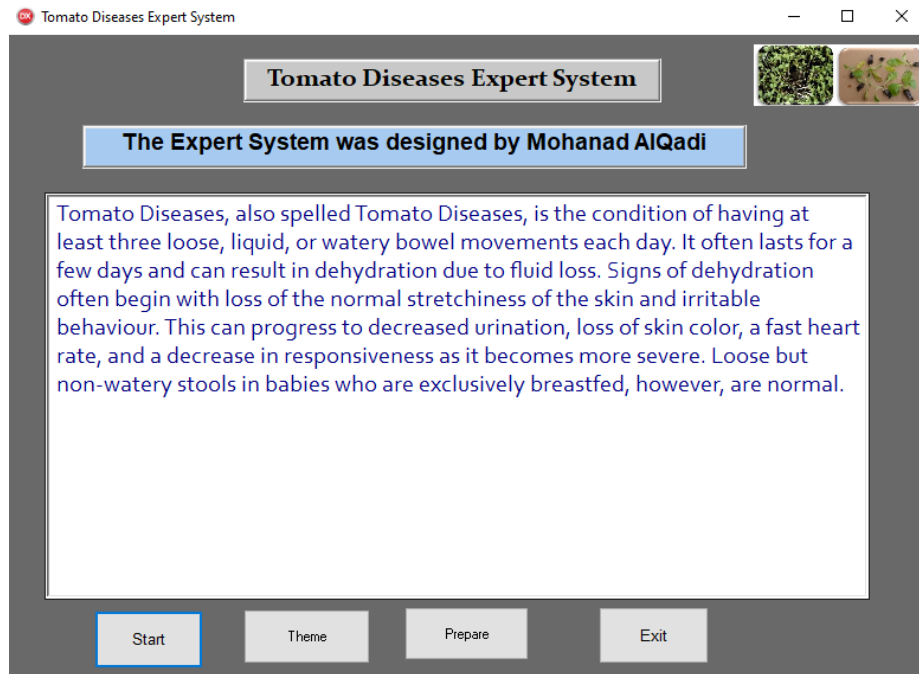 Tomato Diseases Expert System
Tomato Diseases Expert System
The Expert System was designed by Mohanad AlQadi
Tomato Diseases, also spelled Tomato Diseases, is the condition of having at
least three loose, liquid, or watery bowel movements each day. It often lasts for a
few days and can result in dehydration due to fluid loss. Signs of dehydration
often begin with loss of the normal stretchiness of the skin and irritable
behaviour. This can progress to decreased urination, loss of skin color, a fast heart
rate, and a decrease in responsiveness as it becomes more severe. Loose but
non-watery stools in babies who are exclusively breastfed, however, are normal.
Start
Theme
Prepare
Exit